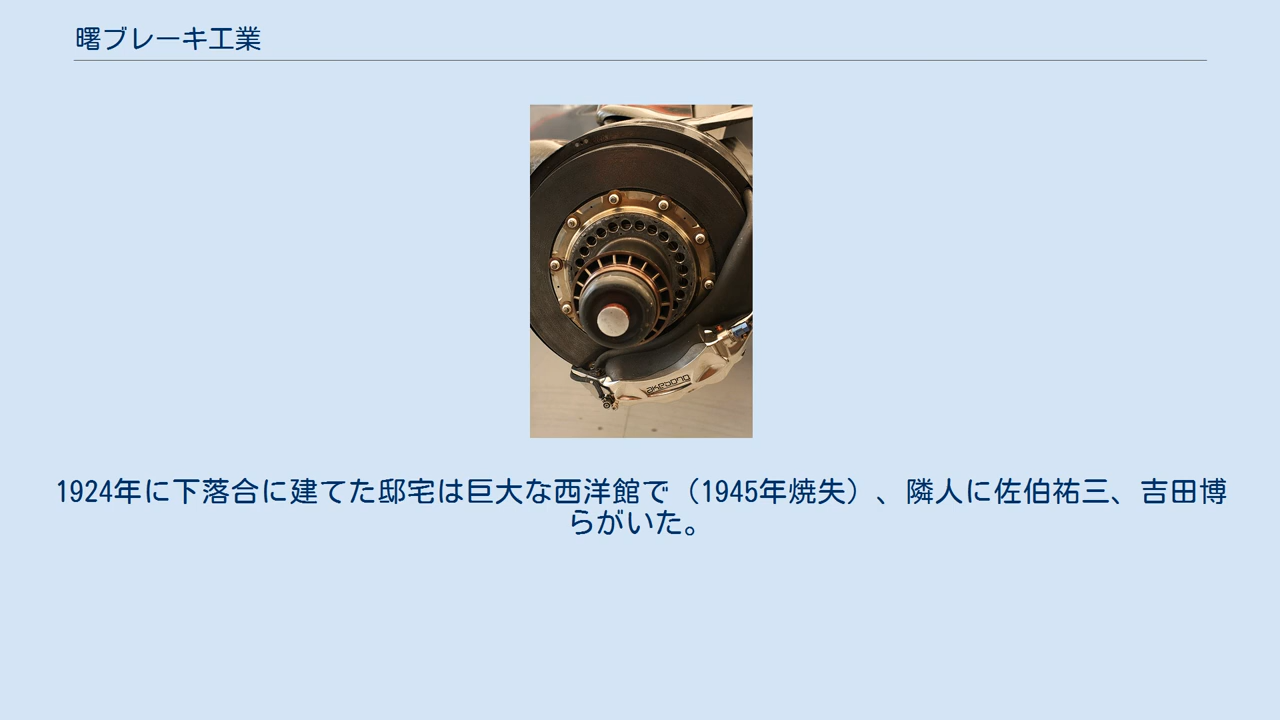 曙ブレーキ工業
akebono
1924年に下落合に建てた邸宅は巨大な西洋館で（1945年焼失）、隣人に佐伯祐三、吉田博
らがいた。